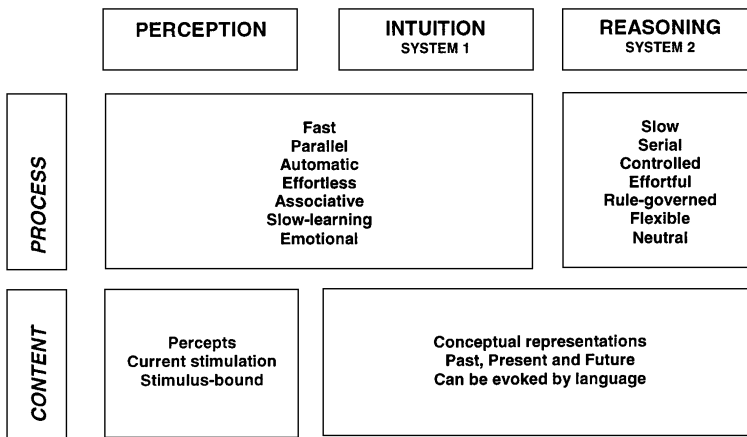 PERCEPTION
INTUITION
SYSTEM 1
REASONING
SYSTEM 2
PROCESS
Fast
Parallel
Automatic
Effortless
Associative
Slow-learning
Emotional
Slow
Serial
Controlled
Effortful
Rule-governed
Flexible
Neutral
CONTENT
Percepts
Current stimulation
Stimulus-bound
Conceptual representations
Past, Present and Future
Can be evoked by language